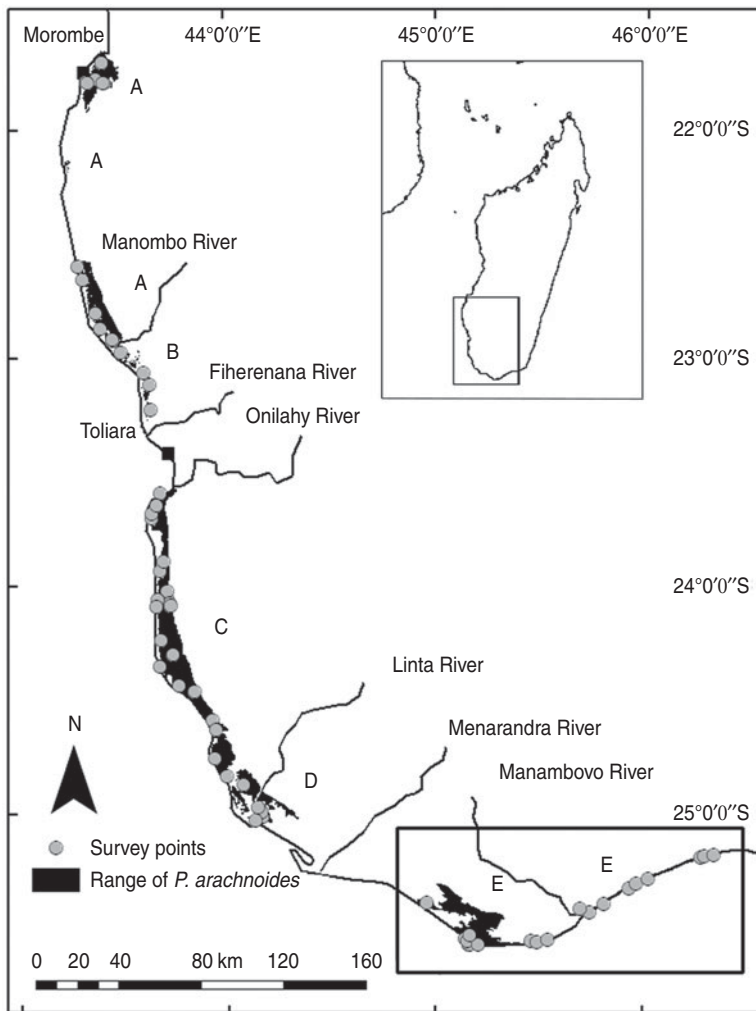 Morombe
44°0′0″E
45°0′0″E
46°0′0″E
A
22°0′0″S
A
Manombo River
A
B
23°0′0″S
Fiherenana River
Toliara
Onilahy River
24°0′0″S
C
Linta River
N
Menarandra River
D
Manambovo River
25°0′0″S
Survey points
E
E
Range of P. arachnoides
0 20 40 80 km 120 160